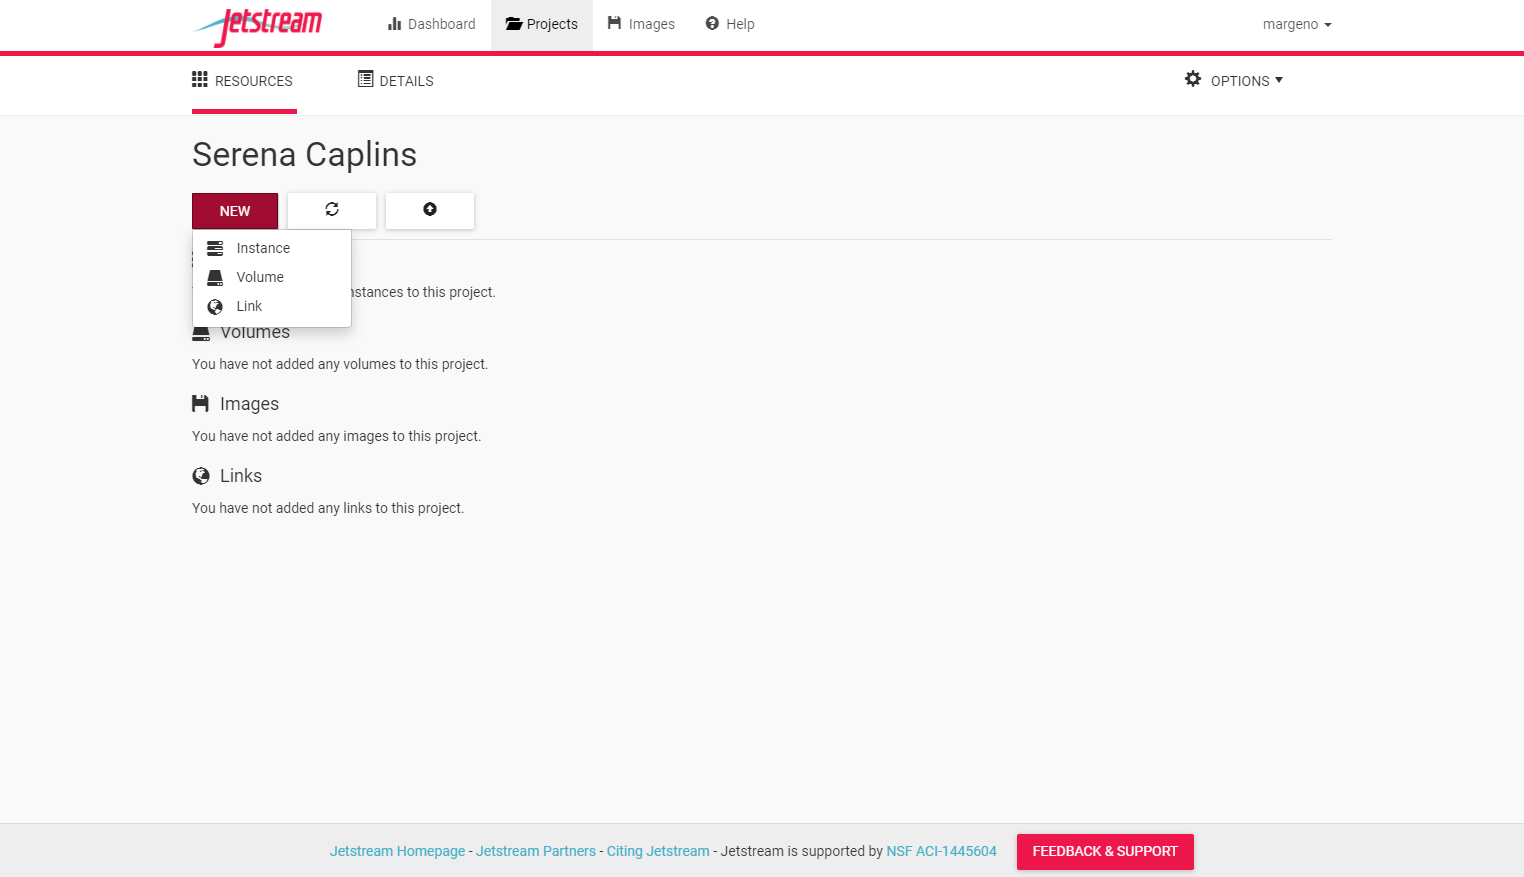 Jetstream Dashboard Projects Images Help margeno
RESOURCES DETAILS OPTIONS
Serena Caplins
NEW
Instance
Volume
nstances to this project.
Link
Volumes
You have not added any volumes to this project.
Images
You have not added any images to this project.
Links
You have not added any links to this project.
Jetstream Homepage - Jetstream Partners - Citing Jetstream - Jetstream is supported by NSF ACI-1445604 FEEDBACK & SUPPORT